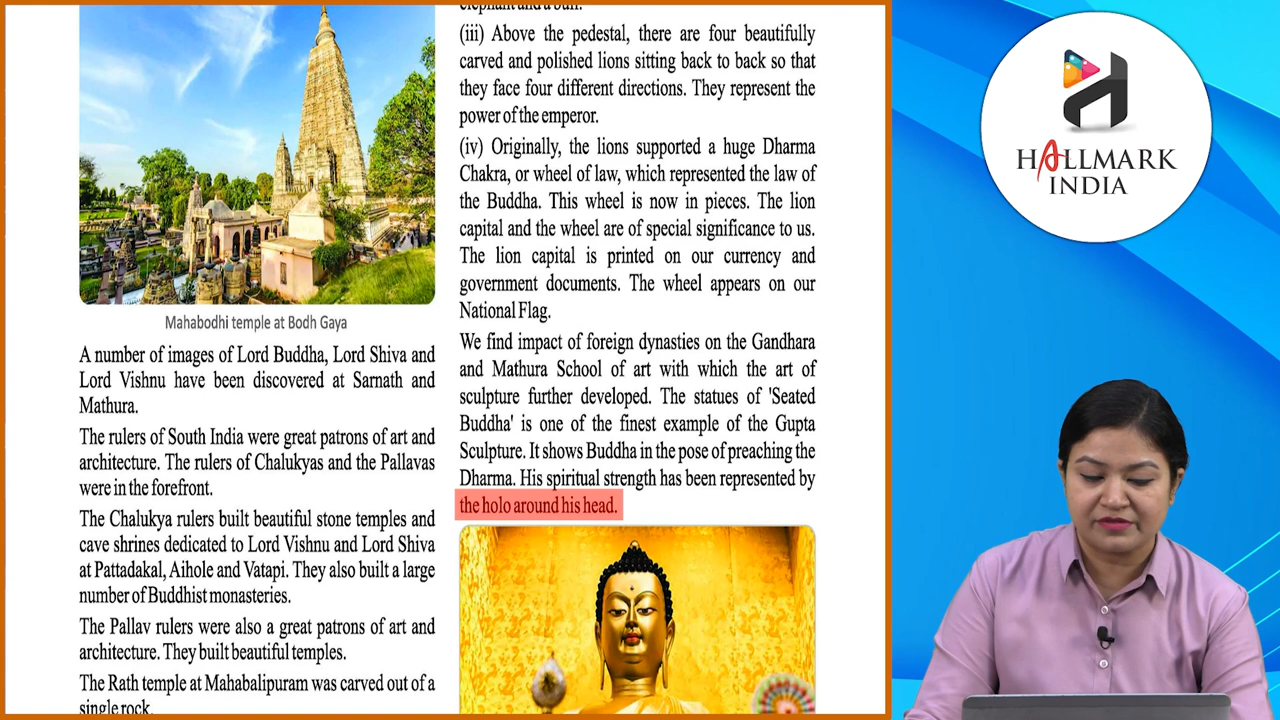 Mahabodhi temple at Bodh Gaya
A number of images of Lord Buddha, Lord Shiva and
Lord Vishnu have been discovered at Sarnath and
Mathura.
The rulers of South India were great patrons of art and
architecture. The rulers of Chalukyas and the Pallavas
were in the forefront.
The Chalukya rulers built beautiful stone temples and
cave shrines dedicated to Lord Vishnu and Lord Shiva
at Pattadakal, Aihole and Vatapi. They also built a large
number of Buddhist monasteries.
The Pallav rulers were also a great patrons of art and
architecture. They built beautiful temples.
The Rath temple at Mahabalipuram was carved out of a
single rock.
elephant and a bull.
(iii) Above the pedestal, there are four beautifully
carved and polished lions sitting back to back so that
they face four different directions. They represent the
power of the emperor.
(iv) Originally, the lions supported a huge Dharma
Chakra, or wheel of law, which represented the law of
the Buddha. This wheel is now in pieces. The lion
capital and the wheel are of special significance to us.
The lion capital is printed on our currency and
government documents. The wheel appears on our
National Flag.
We find impact of foreign dynasties on the Gandhara
and Mathura School of art with which the art of
sculpture further developed. The statues of 'Seated
Buddha' is one of the finest example of the Gupta
Sculpture. It shows Buddha in the pose of preaching the
Dharma. His spiritual strength has been represented by
the holo around his head.
HALLMARK
INDIA